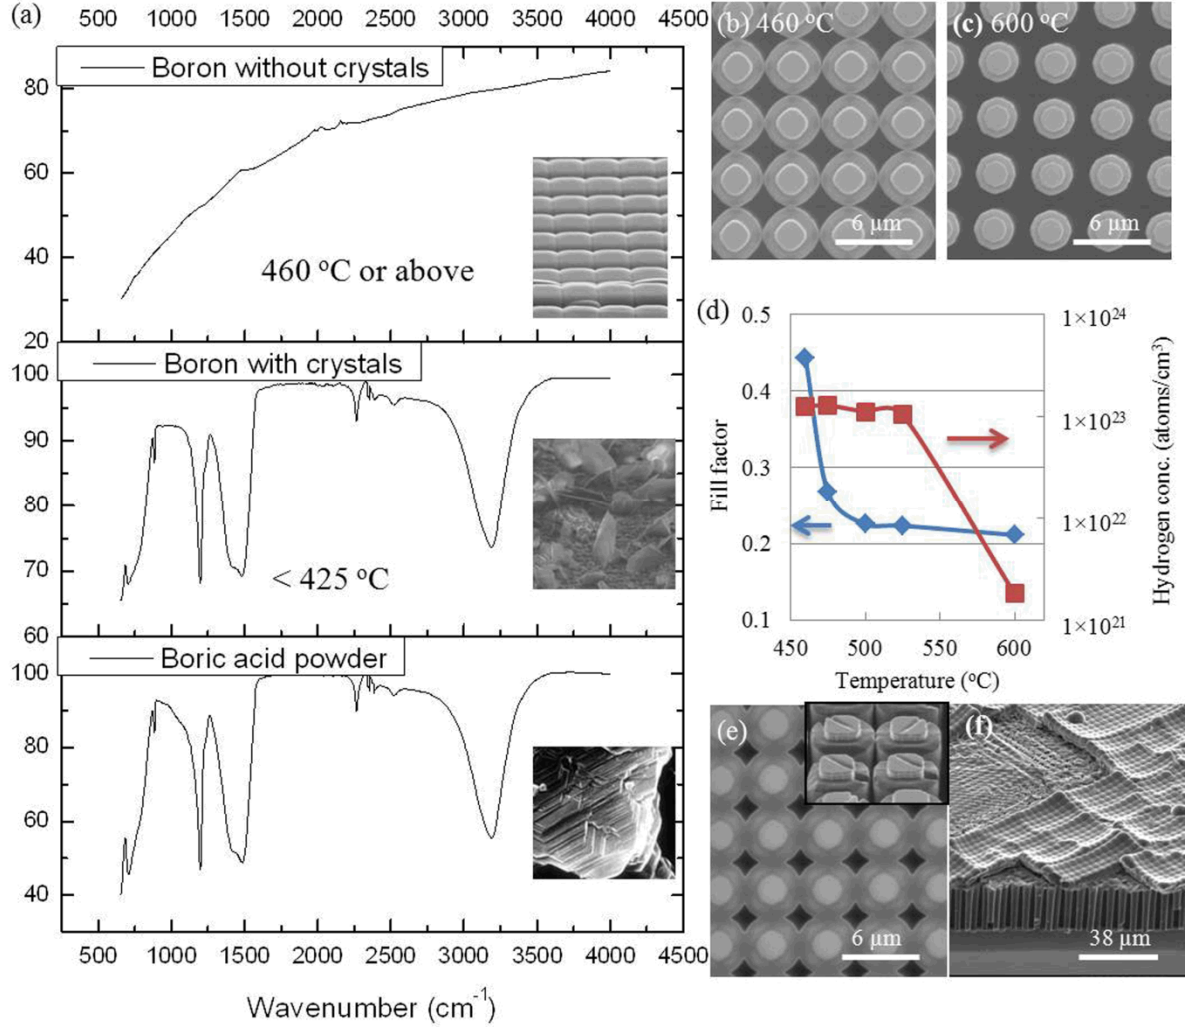 (a)
500 1000 1500 2000 2500 3000 3500 4000 4500
Boron without crystals
80
60
40
20
460 °C or above
Boron with crystals
100
90
80
70
60
< 425 °C
Boric acid powder
100
80
60
40
500 1000 1500 2000 2500 3000 3500 4000 4500
Wavenumber (cm⁻¹)
(b) 460 °C
6 µm
(c) 600 °C
6 µm
(d)
Fill factor
0.5
0.4
0.3
0.2
0.1
1×10²⁴
1×10²³
1×10²²
1×10²¹
Hydrogen conc. (atoms/cm³)
450 500 550 600
Temperature (°C)
(e)
6 µm
(f)
38 µm